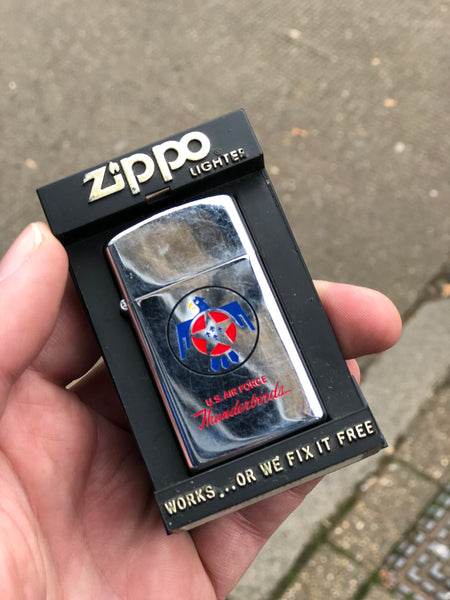 zippo
LIGHTER
U.S. AIR FORCE
Thunderbirds
WORKS...OR WE FIX IT FREE